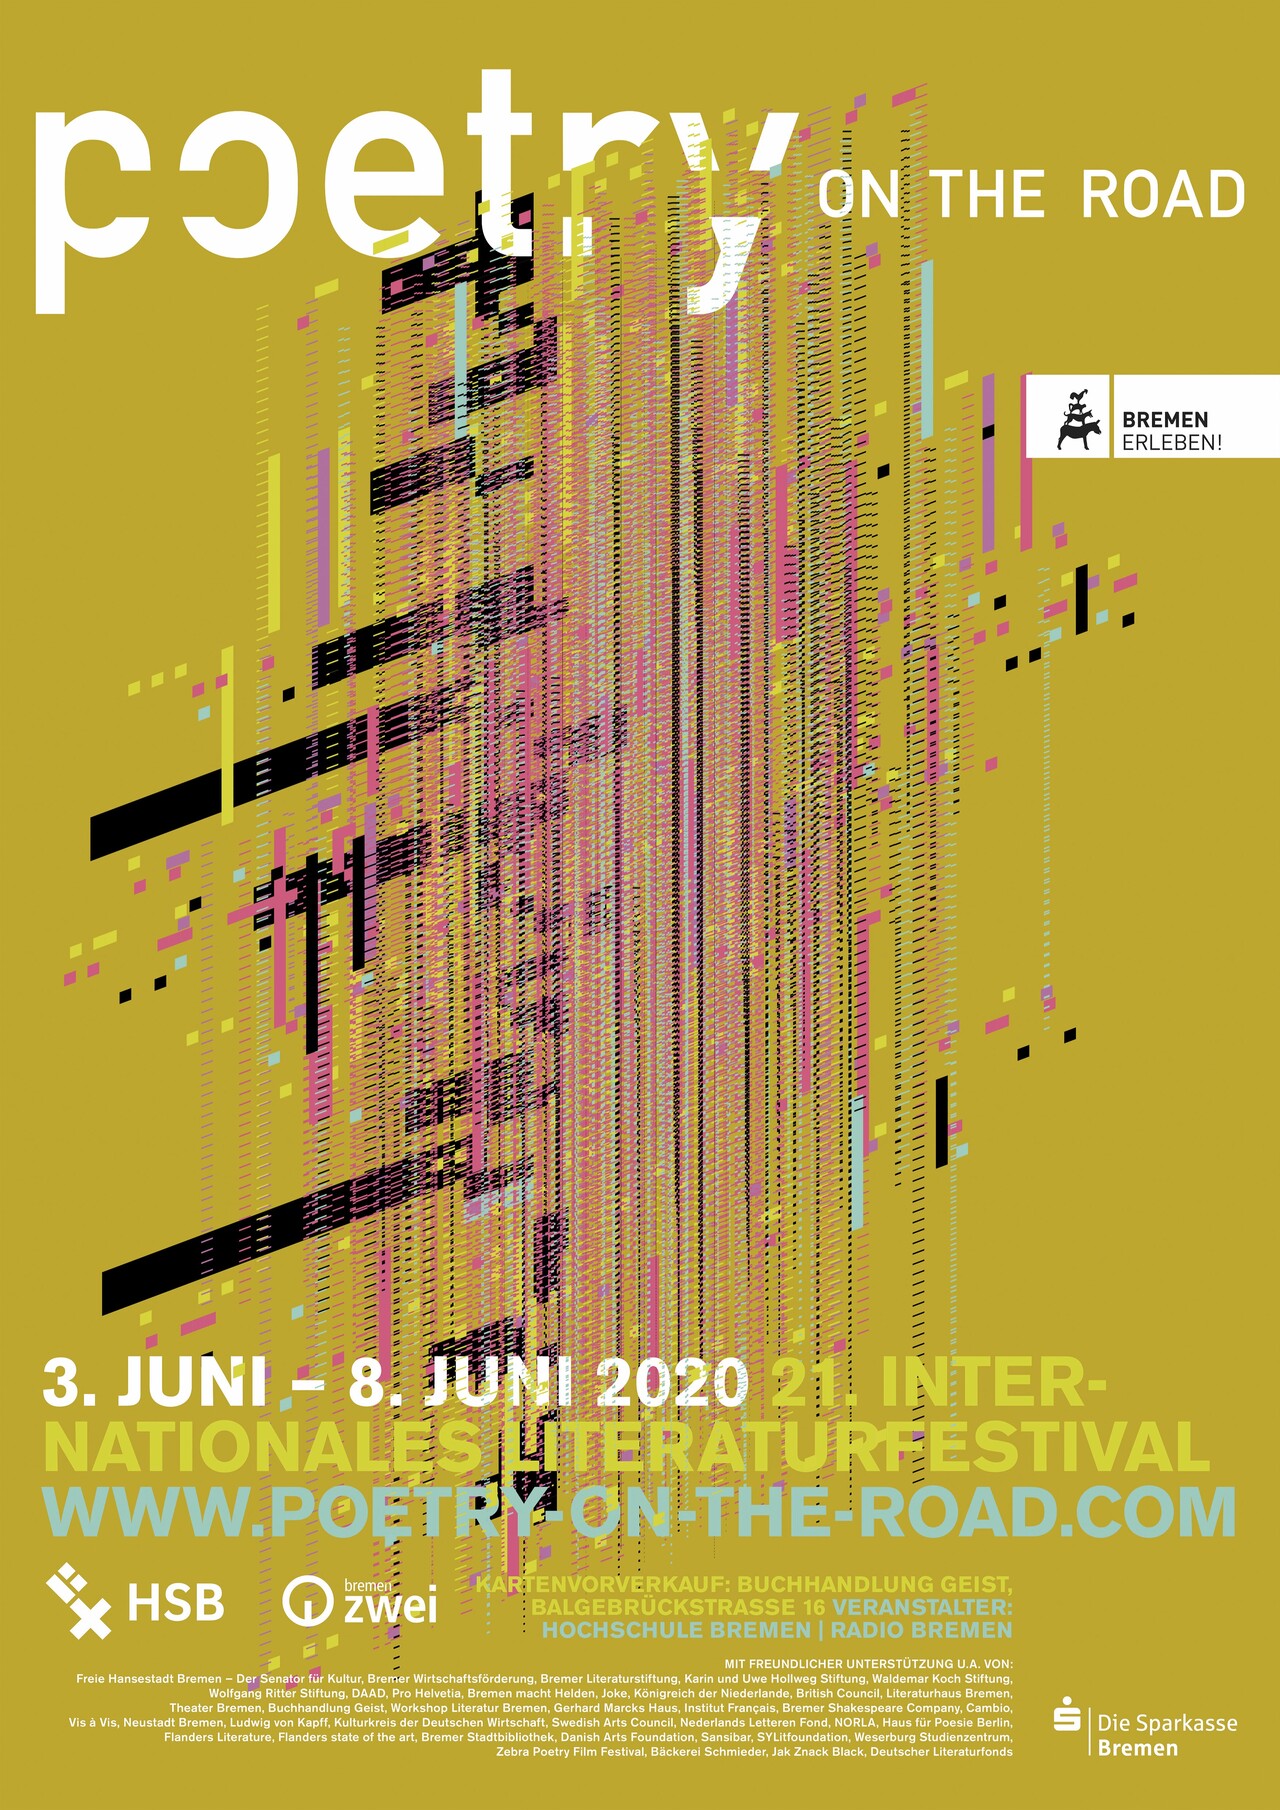 poetry ON THE ROAD
BREMEN
ERLEBEN!
3. JUNI – 8. JUNI 2020 21. INTER-
NATIONALES LITERATURFESTIVAL
WWW.POETRY-ON-THE-ROAD.COM
HSB
bremen
zwei
KARTENVORVERKAUF: BUCHHANDLUNG GEIST,
BALGEBRÜCKSTRASSE 16 VERANSTALTER:
HOCHSCHULE BREMEN | RADIO BREMEN
MIT FREUNDLICHER UNTERSTÜTZUNG U.A. VON:
Freie Hansestadt Bremen – Der Senator für Kultur, Bremer Wirtschaftsförderung, Bremer Literaturstiftung, Karin und Uwe Hollweg Stiftung, Waldemar Koch Stiftung,
Wolfgang Ritter Stiftung, DAAD, Pro Helvetia, Bremen macht Helden, Joke, Königreich der Niederlande, British Council, Literaturhaus Bremen,
Theater Bremen, Buchhandlung Geist, Workshop Literatur Bremen, Gerhard Marcks Haus, Institut Français, Bremer Shakespeare Company, Cambio,
Vis à Vis, Neustadt Bremen, Ludwig von Kapff, Kulturkreis der Deutschen Wirtschaft, Swedish Arts Council, Nederlands Letteren Fond, NORLA, Haus für Poesie Berlin,
Flanders Literature, Flanders state of the art, Bremer Stadtbibliothek, Danish Arts Foundation, Sansibar, SYLitfoundation, Weserburg Studienzentrum,
Zebra Poetry Film Festival, Bäckerei Schmieder, Jak Znack Black, Deutscher Literaturfonds
Die Sparkasse
Bremen